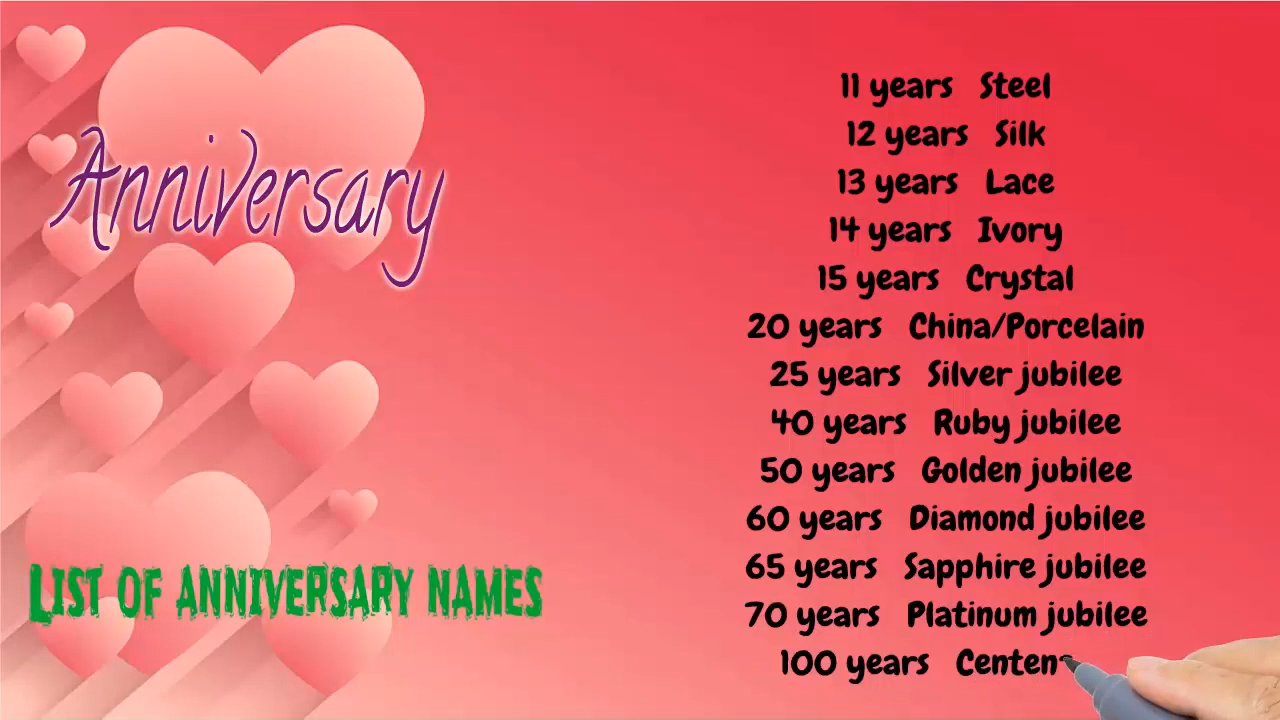 Anniversary
List of anniversary names
11 years Steel
12 years Silk
13 years Lace
14 years Ivory
15 years Crystal
20 years China/Porcelain
25 years Silver jubilee
40 years Ruby jubilee
50 years Golden jubilee
60 years Diamond jubilee
65 years Sapphire jubilee
70 years Platinum jubilee
100 years Centen